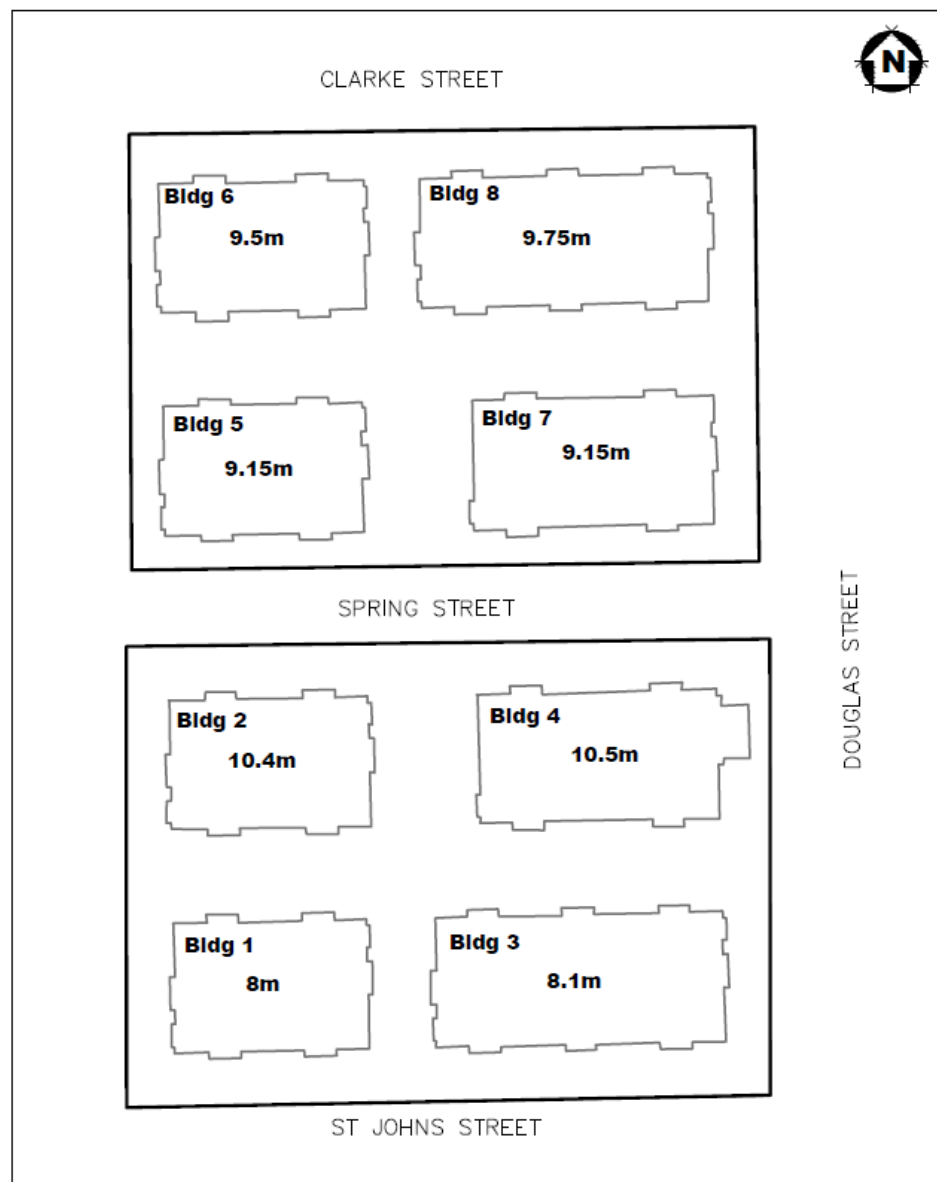 N
CLARKE STREET
Bldg 6
9.5m
Bldg 8
9.75m
Bldg 5
9.15m
Bldg 7
9.15m
SPRING STREET
DOUGLAS STREET
Bldg 2
10.4m
Bldg 4
10.5m
Bldg 1
8m
Bldg 3
8.1m
ST JOHNS STREET